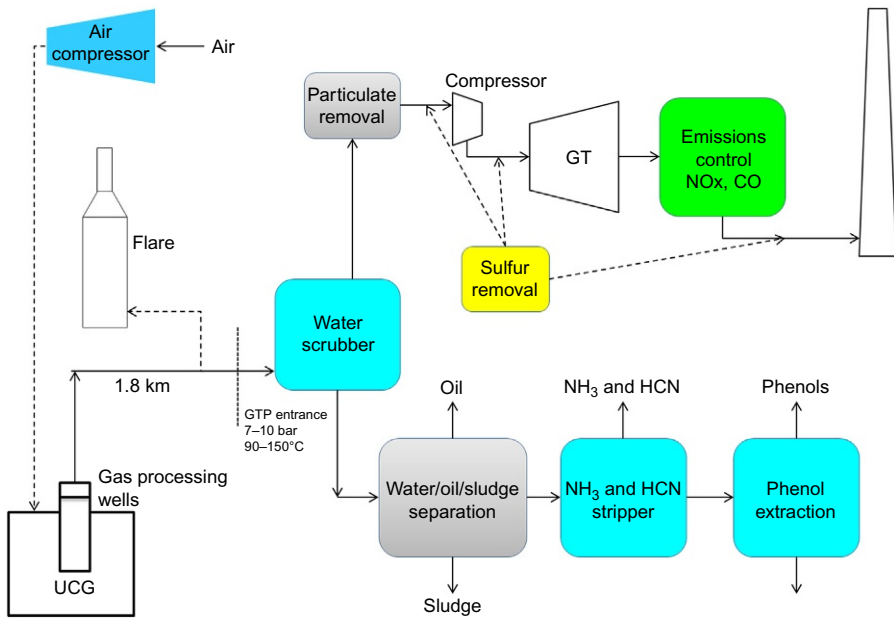 Air
compressor
Air
Compressor
Particulate
removal
GT
Emissions
control
NOx, CO
Flare
Sulfur
removal
Water
scrubber
1.8 km
GTP entrance
7–10 bar
90–150°C
Oil
NH₃ and HCN
Phenols
Gas processing
wells
Water/oil/sludge
separation
NH₃ and HCN
stripper
Phenol
extraction
UCG
Sludge